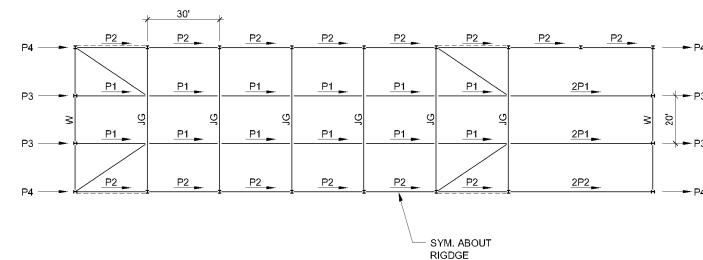 30'
P4 P2 P2 P2 P2 P2 P2 P2 P2 P4
P3 P1 P1 P1 P1 P1 P1 2P1 P3
W JG JG JG JG JG JG W 20'
P3 P1 P1 P1 P1 P1 P1 2P1 P3
P4 P2 P2 P2 P2 P2 P2 2P2 P4
SYM. ABOUT
RIGDGE